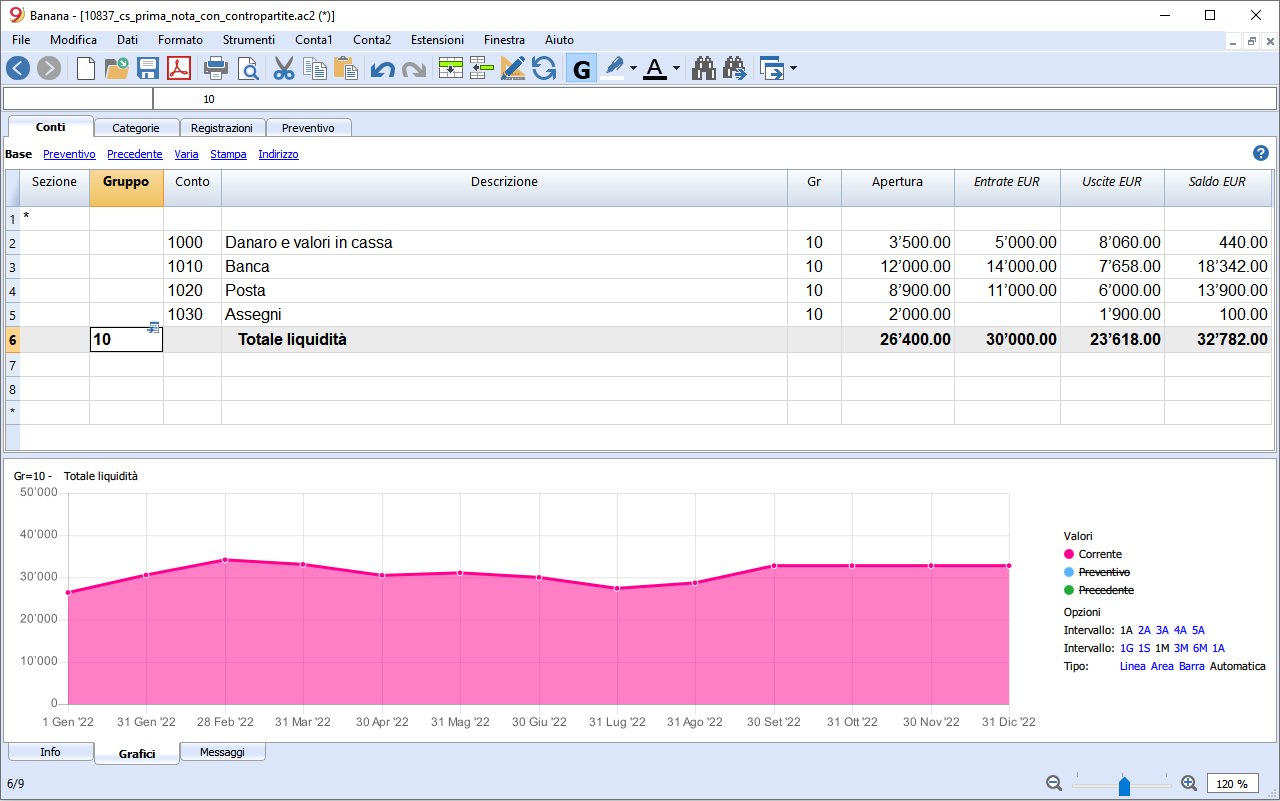 Banana - [10837_cs_prima_nota_con_contropartite.ac2 (*)]
File Modifica Dati Formato Strumenti Conta1 Conta2 Estensioni Finestra Aiuto
G A
10
Conti Categorie Registrazioni Preventivo
Base Preventivo Precedente Varia Stampa Indirizzo ?
Sezione Gruppo Conto Descrizione Gr Apertura Entrate EUR Uscite EUR Saldo EUR
1 *
2 1000 Danaro e valori in cassa 10 3’500.00 5’000.00 8’060.00 440.00
3 1010 Banca 10 12’000.00 14’000.00 7’658.00 18’342.00
4 1020 Posta 10 8’900.00 11’000.00 6’000.00 13’900.00
5 1030 Assegni 10 2’000.00 1’900.00 100.00
6 10 Totale liquidità 26’400.00 30’000.00 23’618.00 32’782.00
7
8
*
Gr=10 - Totale liquidità
50’000
40’000
30’000
20’000
10’000
0
1 Gen '22 31 Gen '22 28 Feb '22 31 Mar '22 30 Apr '22 31 Mag '22 30 Giu '22 31 Lug '22 31 Ago '22 30 Set '22 31 Ott '22 30 Nov '22 31 Dic '22
Valori
Corrente
Preventivo
Precedente
Opzioni
Intervallo: 1A 2A 3A 4A 5A
Intervallo: 1G 1S 1M 3M 6M 1A
Tipo: Linea Area Barra Automatica
Info Grafici Messaggi
6/9
120 %